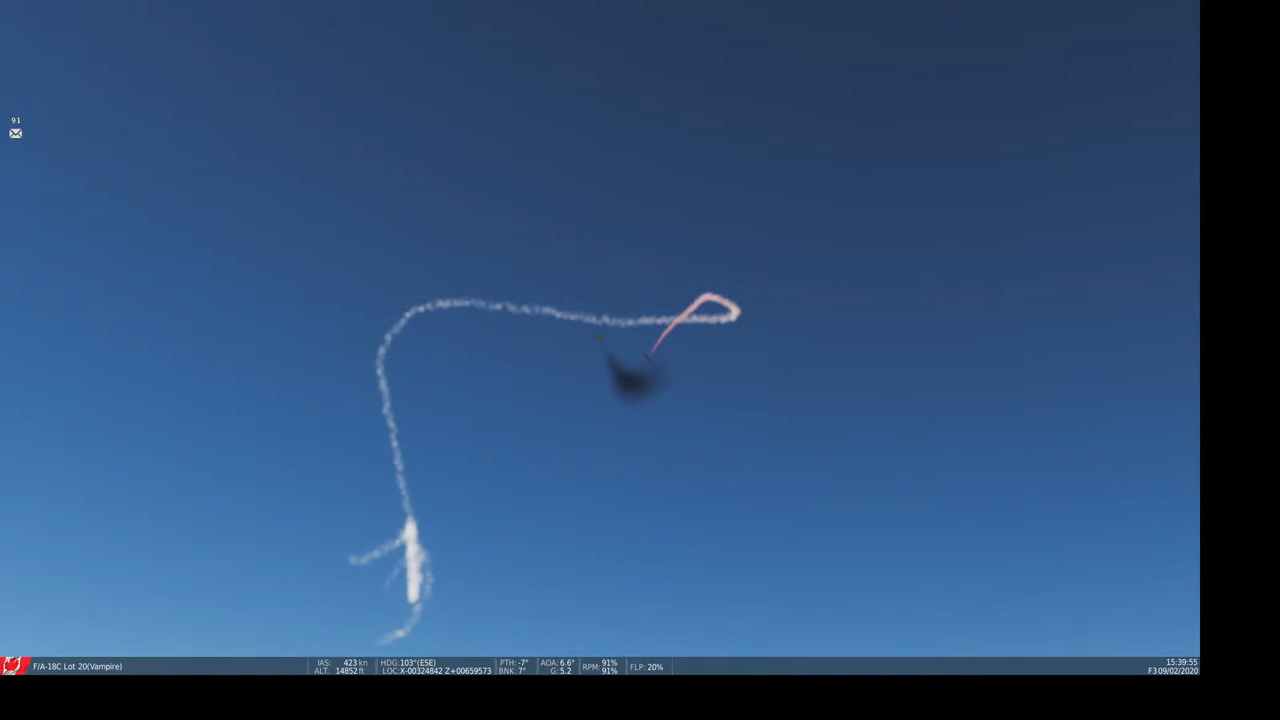 91
F/A-18C Lot 20(Vampire)
IAS: 423 kn
ALT: 14852 ft
HDG:103°(ESE)
LOC:X-00324842 Z+00659573
PTH: -7°
BNK: 7°
AOA: 6.6°
G: 5.2
RPM: 91%
91%
FLP: 20%
15:39:55
F3 09/02/2020